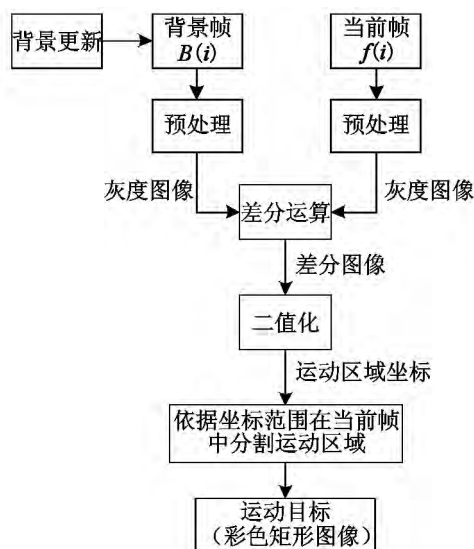 背景更新
背景帧
B(i)
当前帧
f(i)
预处理
预处理
灰度图像
灰度图像
差分运算
差分图像
二值化
运动区域坐标
依据坐标范围在当前帧
中分割运动区域
运动目标
（彩色矩形图像）